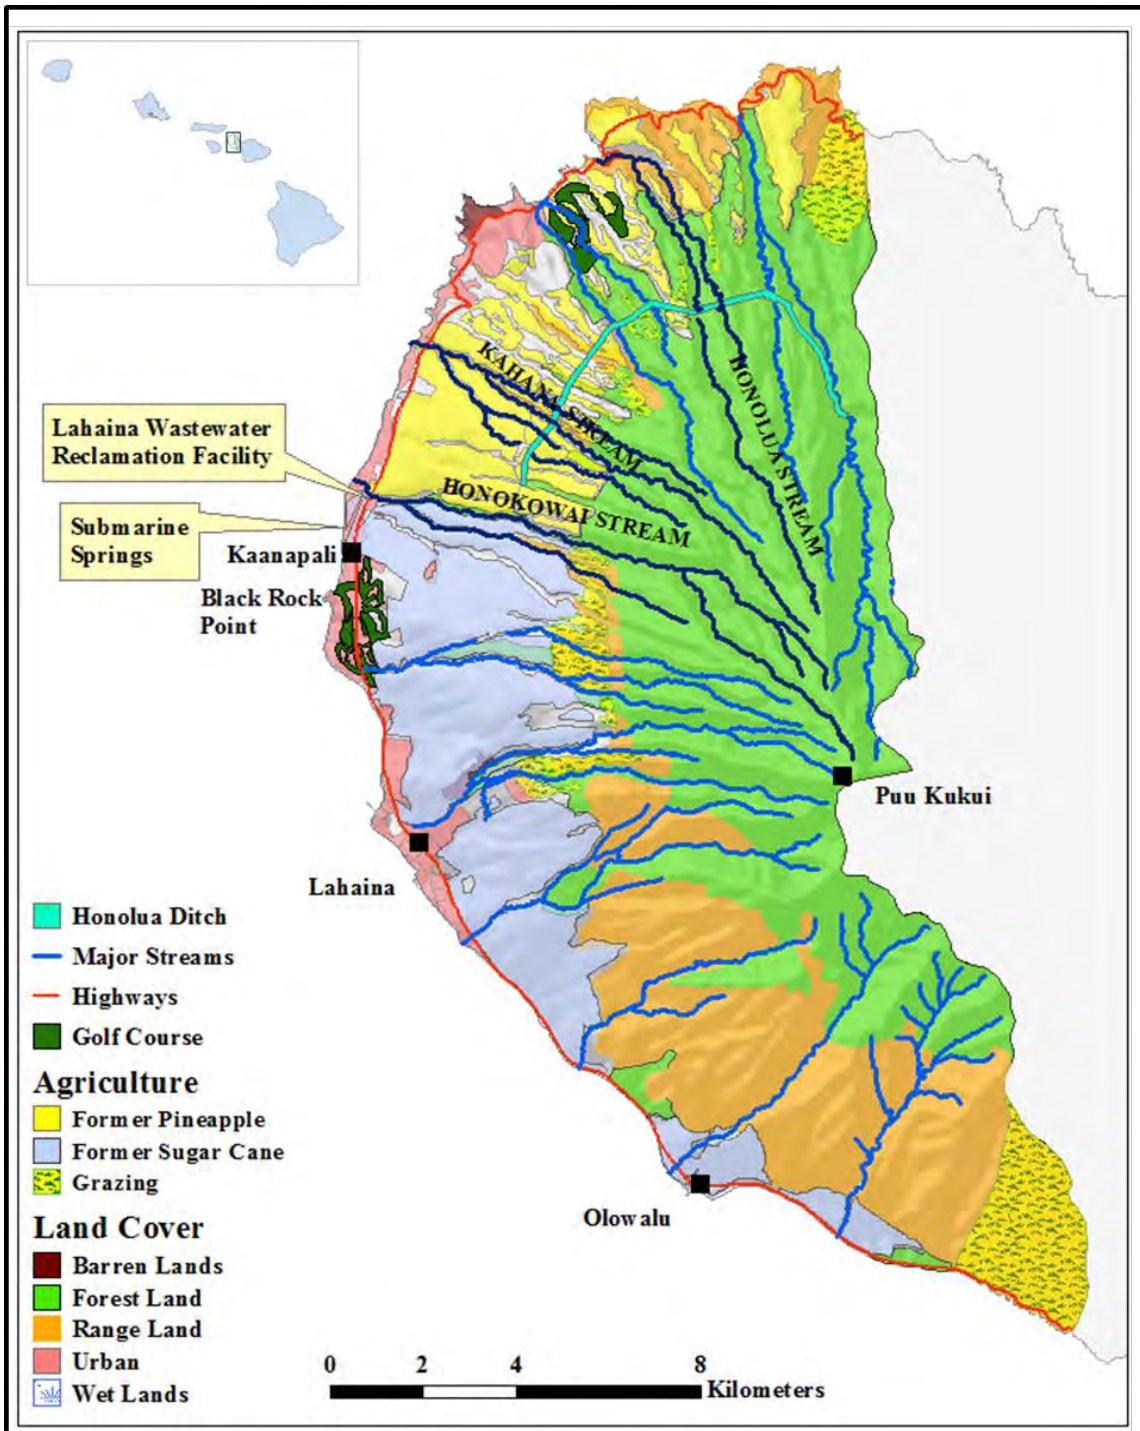 KAHANA STREAM
HONOLUA STREAM
Lahaina Wastewater
Reclamation Facility
HONOKOWAI STREAM
Submarine
Springs
Kaanapali
Black Rock
Point
Puu Kukui
Lahaina
Honolua Ditch
Major Streams
Highways
Golf Course
Agriculture
Former Pineapple
Former Sugar Cane
Grazing
Olowalu
Land Cover
Barren Lands
Forest Land
Range Land
Urban
Wet Lands
0 2 4 8
Kilometers